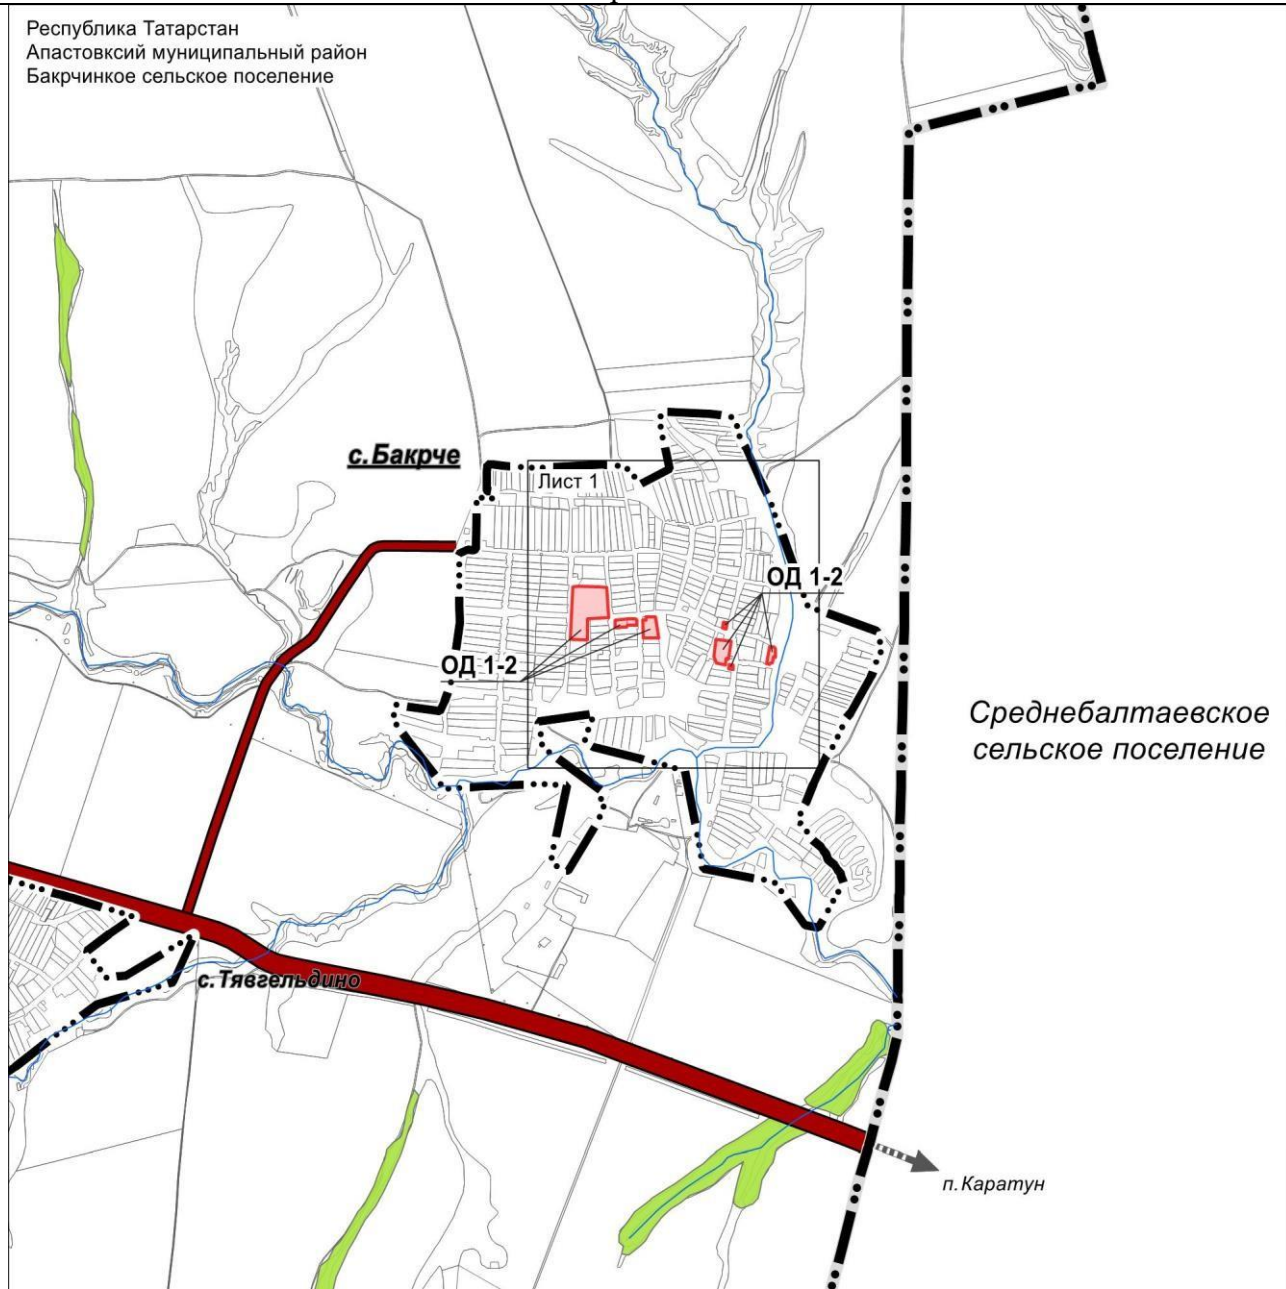 Республика Татарстан
Апастовксий муниципальный район
Бакрчинкое сельское поселение
с.Бакрче
Лист 1
ОД 1-2
ОД 1-2
Среднебалтаевское
сельское поселение
с.Тявгельдино
п.Каратун